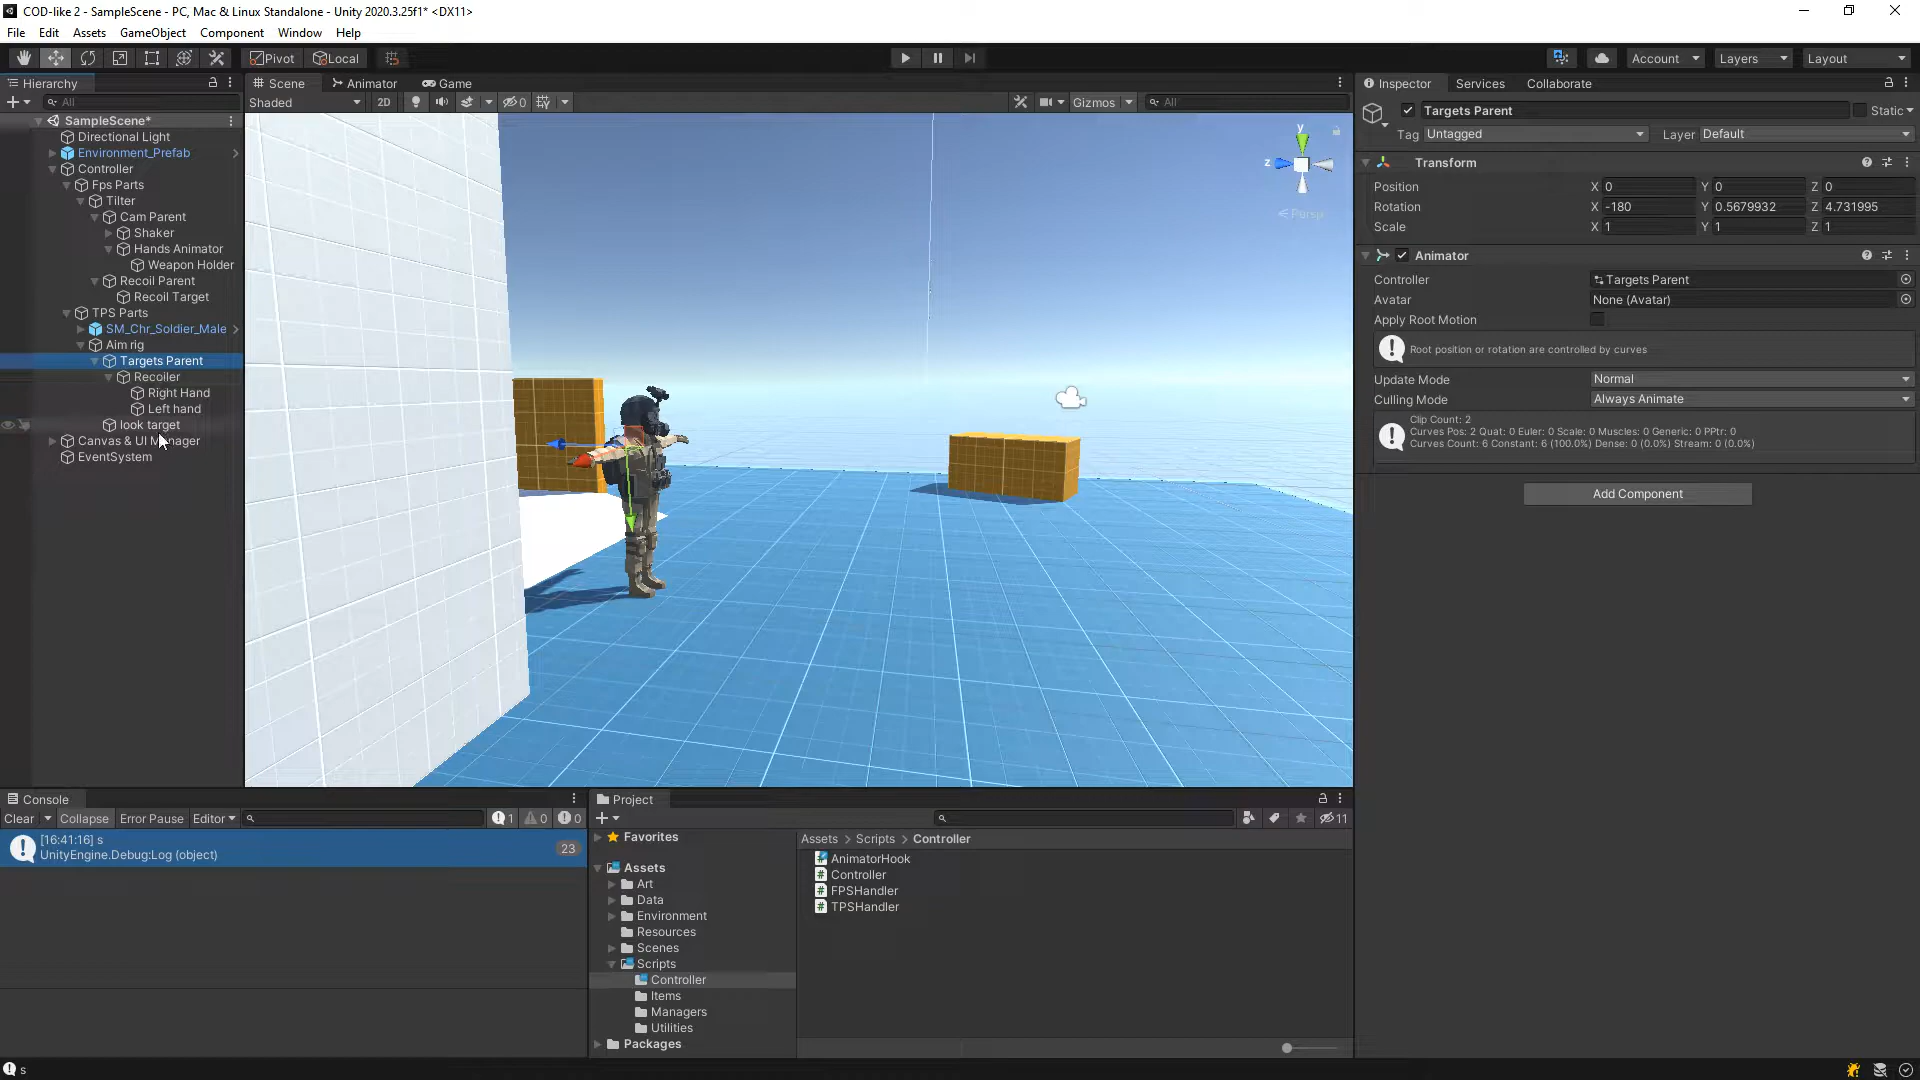 COD-like 2 - SampleScene - PC, Mac & Linux Standalone - Unity 2020.3.25f1* <DX11>
File Edit Assets GameObject Component Window Help
Pivot Local Account Layers Layout
Hierarchy
All
SampleScene*
Directional Light
Environment_Prefab
Controller
Fps Parts
Tilter
Cam Parent
Shaker
Hands Animator
Weapon Holder
Recoil Parent
Recoil Target
TPS Parts
SM_Chr_Soldier_Male
Aim rig
Targets Parent
Recoiler
Right Hand
Left hand
look target
Canvas & UI Manager
EventSystem
Scene Animator Game
Shaded 2D 0 Gizmos All
y
z
Persp
Inspector Services Collaborate
Targets Parent Static
Tag Untagged Layer Default
Transform
Position X 0 Y 0 Z 0
Rotation X -180 Y 0.5679932 Z 4.731995
Scale X 1 Y 1 Z 1
Animator
Controller Targets Parent
Avatar None (Avatar)
Apply Root Motion
Root position or rotation are controlled by curves
Update Mode Normal
Culling Mode Always Animate
Clip Count: 2
Curves Pos: 2 Quat: 0 Euler: 0 Scale: 0 Muscles: 0 Generic: 0 PPtr: 0
Curves Count: 6 Constant: 6 (100.0%) Dense: 0 (0.0%) Stream: 0 (0.0%)
Add Component
Console
Clear Collapse Error Pause Editor 1 0 0
[16:41:16] s
UnityEngine.Debug:Log (object)
23
Project
11
Favorites
Assets
Art
Data
Environment
Resources
Scenes
Scripts
Controller
Items
Managers
Utilities
Packages
Assets > Scripts > Controller
AnimatorHook
Controller
FPSHandler
TPSHandler
s